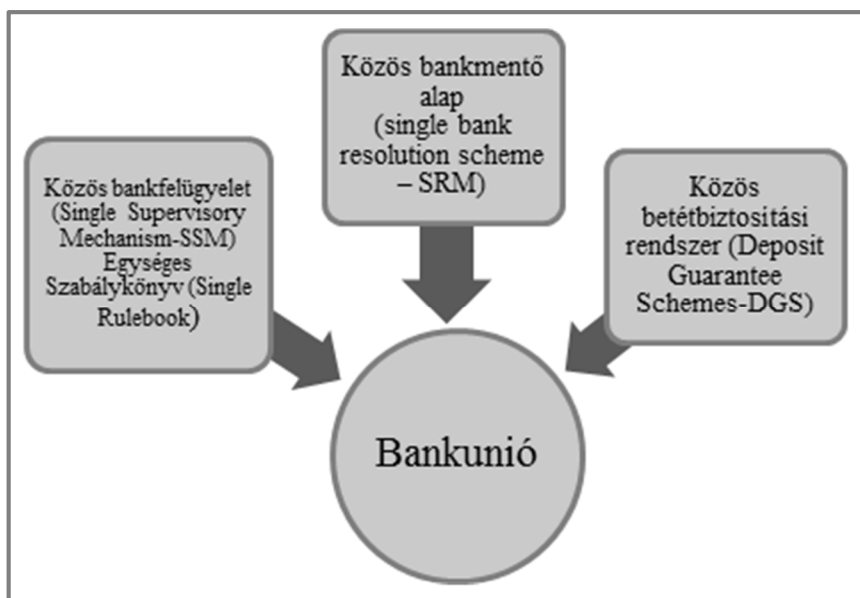 Közös bankfelügyelet
(Single Supervisory
Mechanism-SSM)
Egységes
Szabálykönyv (Single
Rulebook)
Közös bankmentő
alap
(single bank
resolution scheme
– SRM)
Közös
betétbiztosítási
rendszer (Deposit
Guarantee
Schemes-DGS)
Bankunió